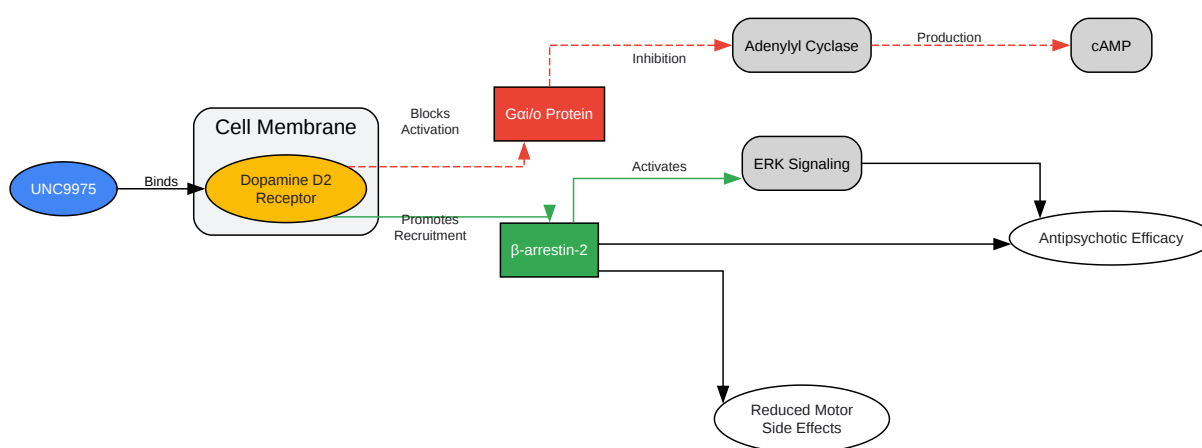 Adenylyl Cyclase
Production
cAMP
Inhibition
Blocks
Activation
Gαi/o Protein
Cell Membrane
ERK Signaling
Activates
UNC9975
Binds
Dopamine D2
Receptor
Promotes
Recruitment
β-arrestin-2
Antipsychotic Efficacy
Reduced Motor
Side Effects